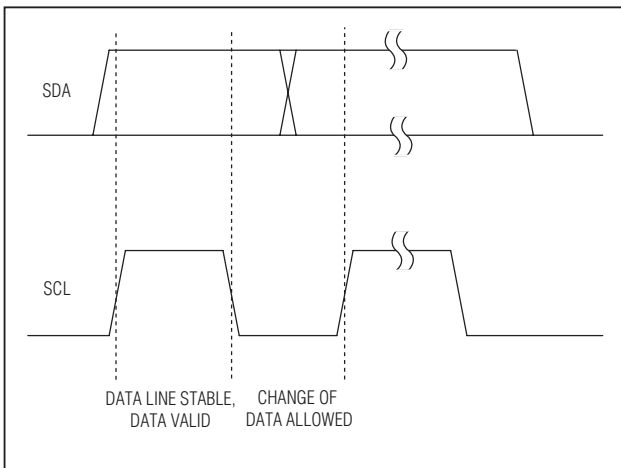 SDA
SCL
DATA LINE STABLE,
DATA VALID
CHANGE OF
DATA ALLOWED